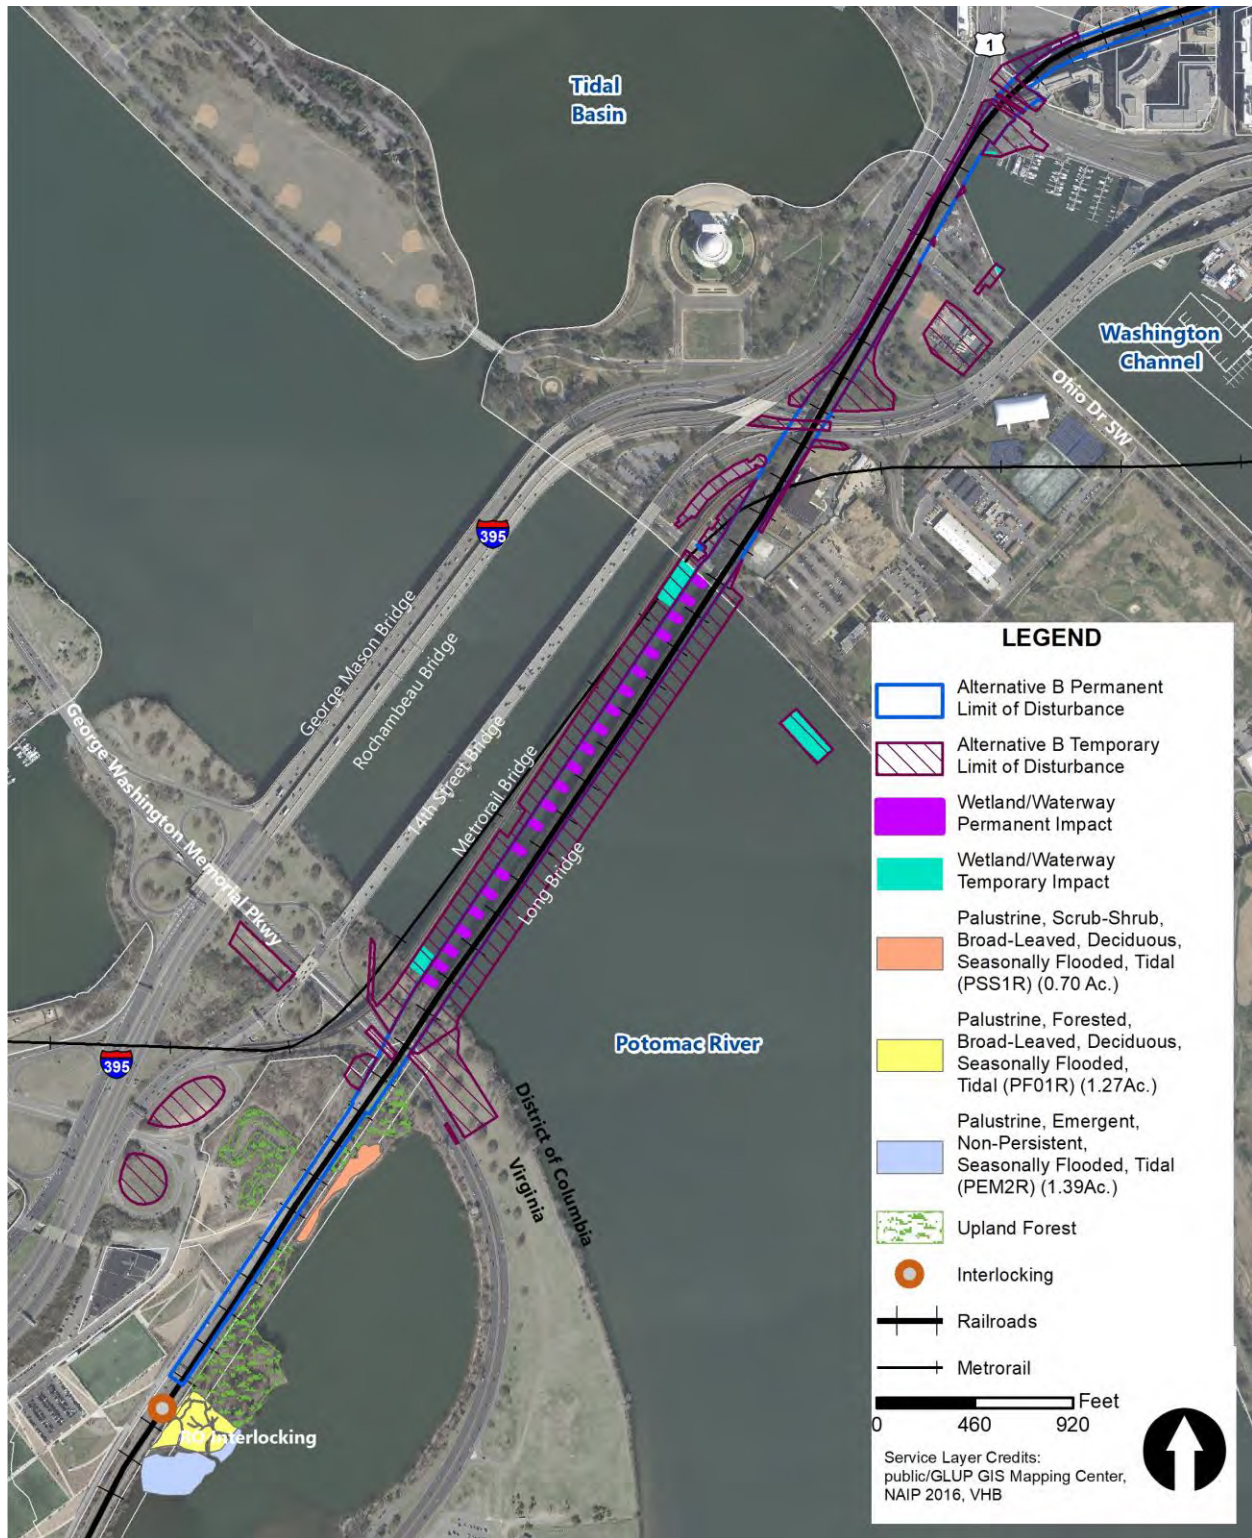 1
Tidal
Basin
Washington
Channel
Ohio Dr SW
395
George Mason Bridge
Rochambeau Bridge
14th Street Bridge
Metrorail Bridge
Long Bridge
George Washington Memorial Pkwy
Potomac River
395
District of Columbia
Virginia
Interlocking
LEGEND
Alternative B Permanent
Limit of Disturbance
Alternative B Temporary
Limit of Disturbance
Wetland/Waterway
Permanent Impact
Wetland/Waterway
Temporary Impact
Palustrine, Scrub-Shrub,
Broad-Leaved, Deciduous,
Seasonally Flooded, Tidal
(PSS1R) (0.70 Ac.)
Palustrine, Forested,
Broad-Leaved, Deciduous,
Seasonally Flooded,
Tidal (PF01R) (1.27Ac.)
Palustrine, Emergent,
Non-Persistent,
Seasonally Flooded, Tidal
(PEM2R) (1.39Ac.)
Upland Forest
Interlocking
Railroads
Metrorail
Feet
0 460 920
Service Layer Credits:
public/GLUP GIS Mapping Center,
NAIP 2016, VHB